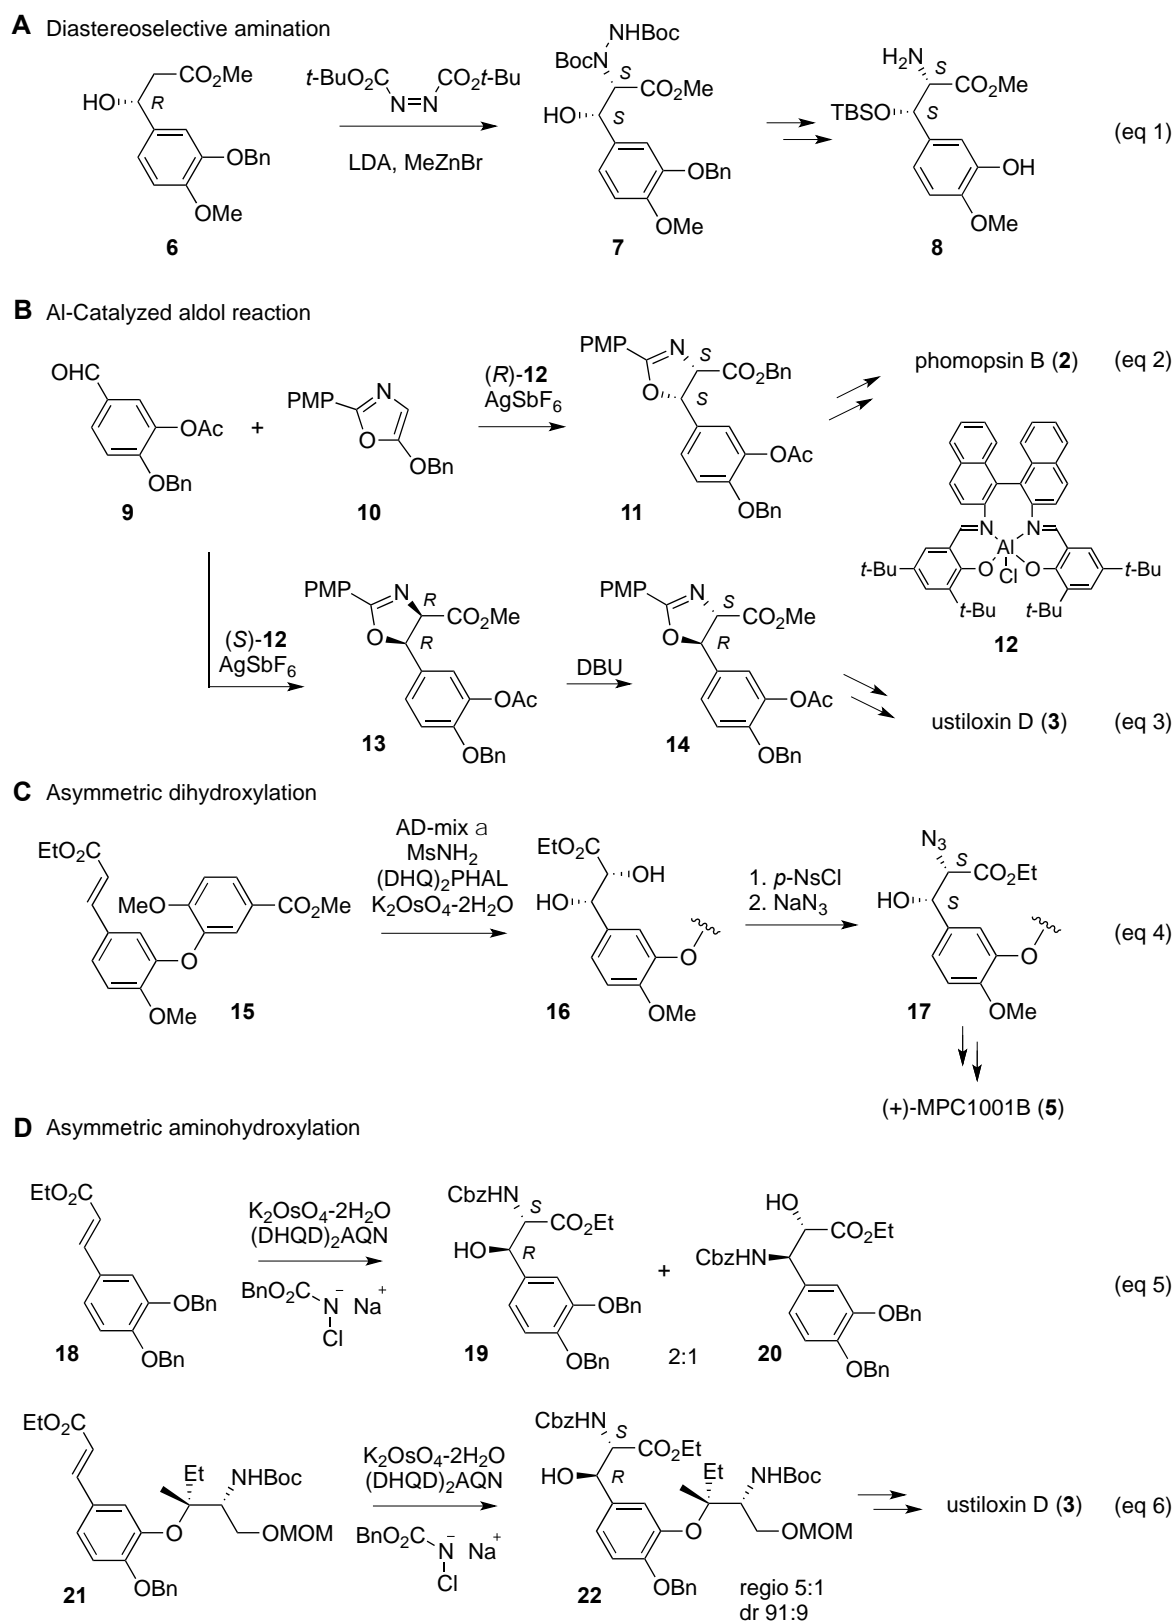 A Diastereoselective amination
HO
R
CO2Me
OBn
OMe
6
t-BuO2C
N=N
CO2t-Bu
LDA, MeZnBr
NHBoc
BocN
S
CO2Me
HO
S
OBn
OMe
7
H2N
S
CO2Me
TBSO
S
OH
OMe
8
(eq 1)
B Al-Catalyzed aldol reaction
OHC
OAc
OBn
9
+
PMP
N
O
OBn
10
(R)-12
AgSbF6
PMP
N
S
CO2Bn
O
S
OAc
OBn
11
phomopsin B (2)
(eq 2)
N
N
Al
O
Cl
O
t-Bu
t-Bu
t-Bu
t-Bu
12
(S)-12
AgSbF6
PMP
N
R
CO2Me
O
R
OAc
OBn
13
DBU
PMP
N
S
CO2Me
O
R
OAc
OBn
14
ustiloxin D (3)
(eq 3)
C Asymmetric dihydroxylation
EtO2C
MeO
CO2Me
O
OMe
15
AD-mix a
MsNH2
(DHQ)2PHAL
K2OsO4-2H2O
EtO2C
OH
HO
O
OMe
16
1. p-NsCl
2. NaN3
N3
S
CO2Et
HO
S
O
OMe
17
(eq 4)
(+)-MPC1001B (5)
D Asymmetric aminohydroxylation
EtO2C
OBn
OBn
18
K2OsO4-2H2O
(DHQD)2AQN
BnO2C
N− Na+
Cl
CbzHN
S
CO2Et
HO
R
OBn
OBn
19
+
2:1
HO
CO2Et
CbzHN
OBn
OBn
20
(eq 5)
EtO2C
Et
NHBoc
O
OMOM
OBn
21
K2OsO4-2H2O
(DHQD)2AQN
BnO2C
N− Na+
Cl
CbzHN
S
CO2Et
HO
R
Et
NHBoc
O
OMOM
OBn
22
regio 5:1
dr 91:9
ustiloxin D (3)
(eq 6)